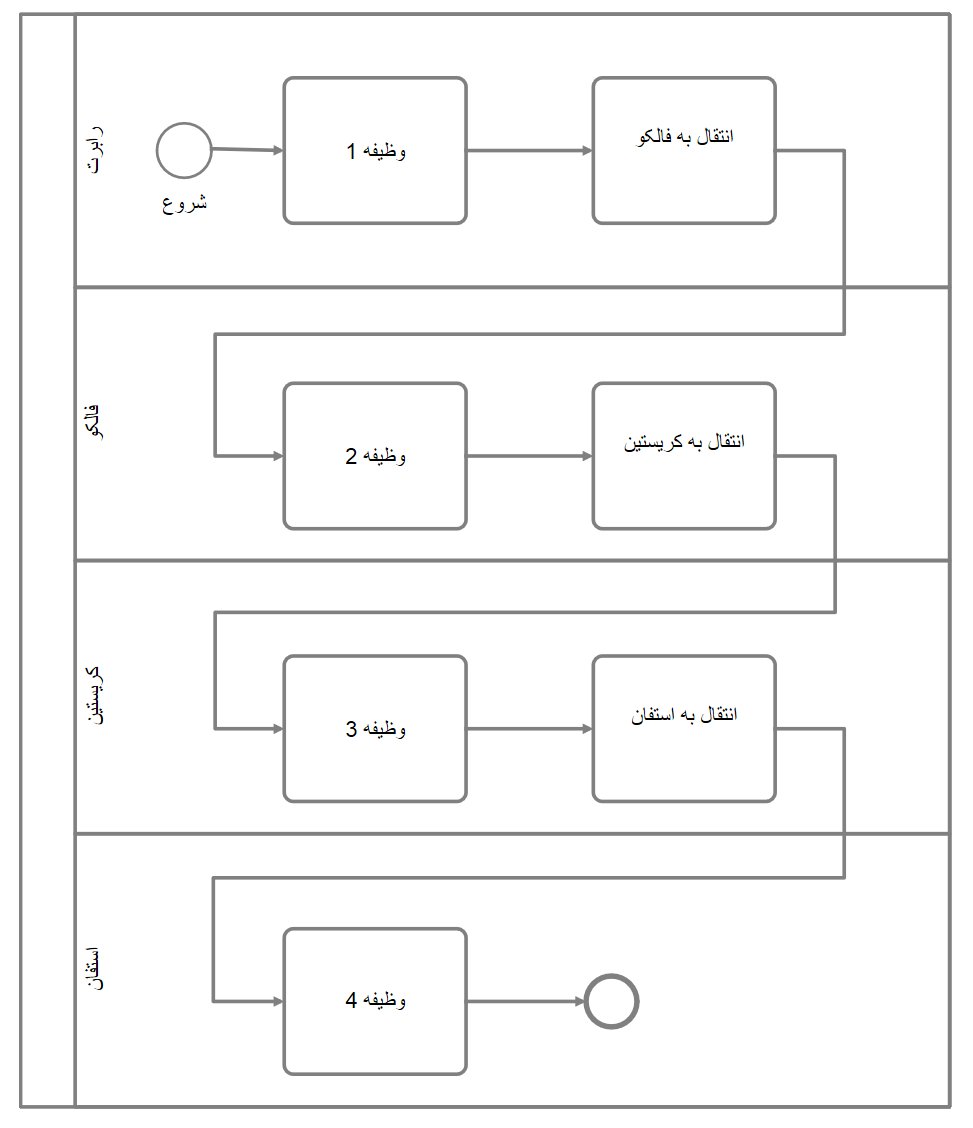 رابرت
شروع
وظیفه 1
انتقال به فالکو
فالکو
وظیفه 2
انتقال به کریستین
کریستین
وظیفه 3
انتقال به استفان
استفان
وظیفه 4